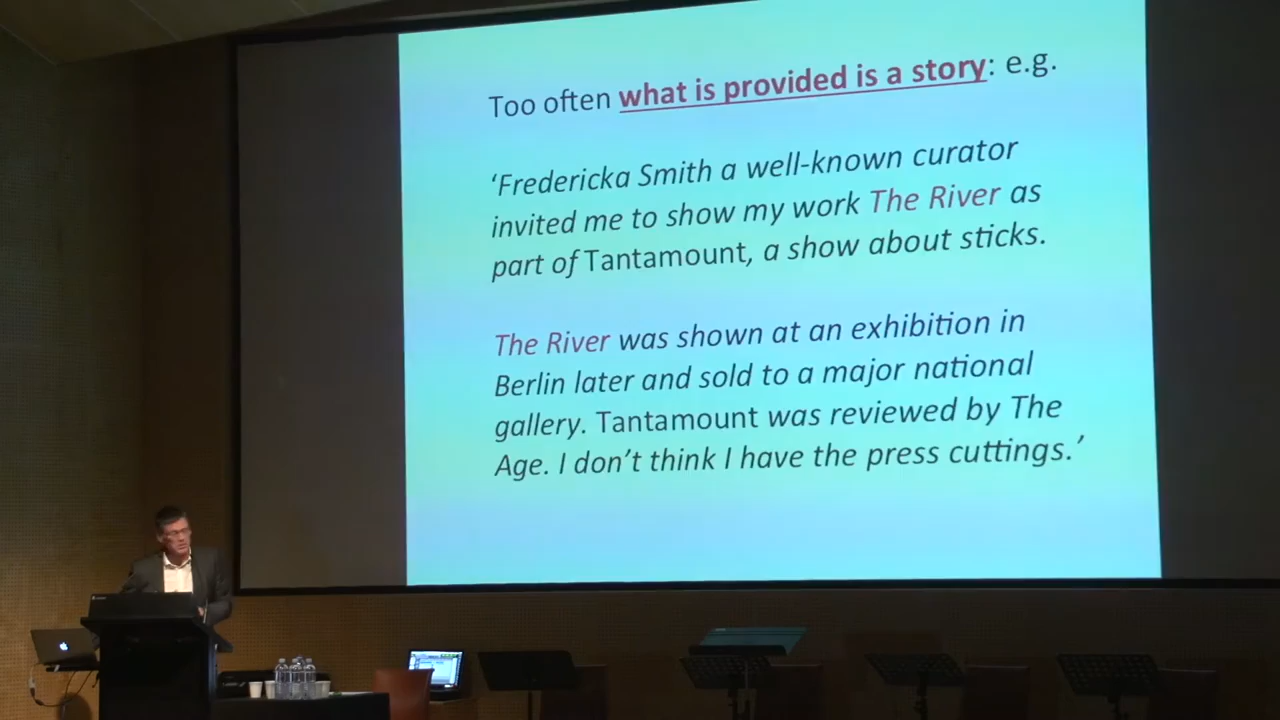 Too often what is provided is a story: e.g.
‘Fredericka Smith a well-known curator
invited me to show my work The River as
part of Tantamount, a show about sticks.
The River was shown at an exhibition in
Berlin later and sold to a major national
gallery. Tantamount was reviewed by The
Age. I don’t think I have the press cuttings.’